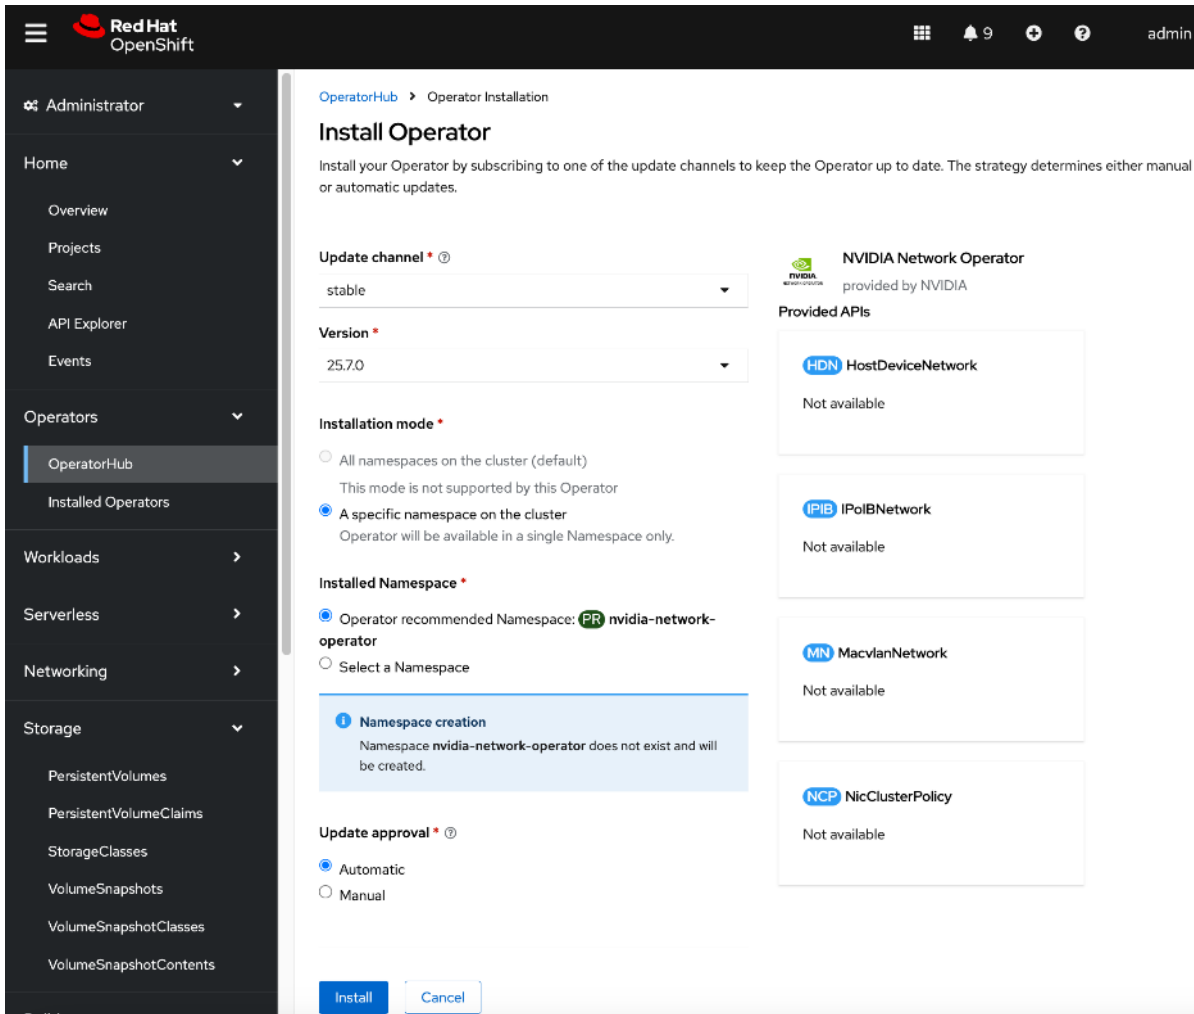 Red Hat
OpenShift
9
admin
Administrator
Home
Overview
Projects
Search
API Explorer
Events
Operators
OperatorHub
Installed Operators
Workloads
Serverless
Networking
Storage
PersistentVolumes
PersistentVolumeClaims
StorageClasses
VolumeSnapshots
VolumeSnapshotClasses
VolumeSnapshotContents
OperatorHub > Operator Installation
Install Operator
Install your Operator by subscribing to one of the update channels to keep the Operator up to date. The strategy determines either manual
or automatic updates.
Update channel *
stable
Version *
25.7.0
Installation mode *
All namespaces on the cluster (default)
This mode is not supported by this Operator
A specific namespace on the cluster
Operator will be available in a single Namespace only.
Installed Namespace *
Operator recommended Namespace: PR nvidia-network-
operator
Select a Namespace
Namespace creation
Namespace nvidia-network-operator does not exist and will
be created.
Update approval *
Automatic
Manual
Install
Cancel
NVIDIA
NETWORK OPERATOR
NVIDIA Network Operator
provided by NVIDIA
Provided APIs
HDN HostDeviceNetwork
Not available
IPIB IPoIBNetwork
Not available
MN MacvlanNetwork
Not available
NCP NicClusterPolicy
Not available